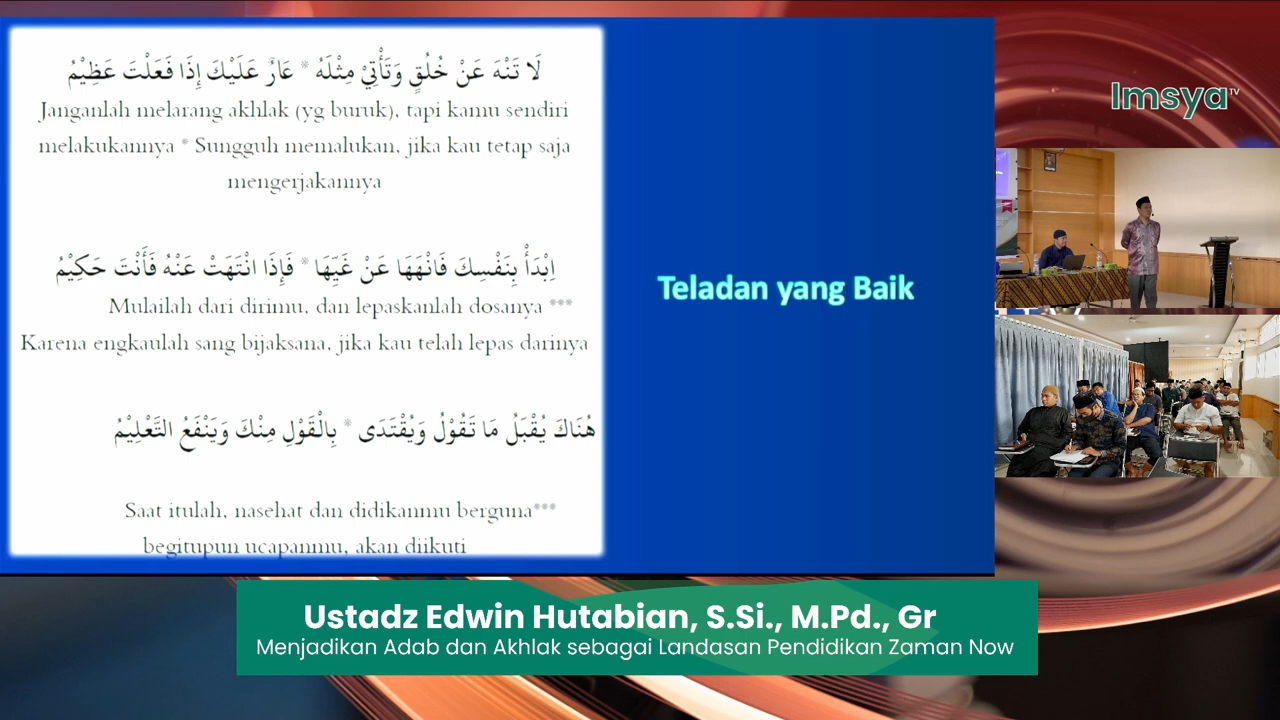 لَا تَنْهَ عَنْ خُلُقٍ وَتَأْتِيْ مِثْلَهُ * عَارٌ عَلَيْكَ إِذَا فَعَلْتَ عَظِيْمُ
Janganlah melarang akhlak (yg buruk), tapi kamu sendiri
melakukannya * Sungguh memalukan, jika kau tetap saja
mengerjakannya
اِبْدَأْ بِنَفْسِكَ فَانْهَهَا عَنْ غَيِّهَا * فَإِذَا انْتَهَتْ عَنْهُ فَأَنْتَ حَكِيْمُ
Mulailah dari dirimu, dan lepaskanlah dosanya ***
Karena engkaulah sang bijaksana, jika kau telah lepas darinya
هُنَاكَ يُقْبَلُ مَا تَقُوْلُ وَيُقْتَدَى * بِالْقَوْلِ مِنْكَ وَيَنْفَعُ التَّعْلِيْمُ
Saat itulah, nasehat dan didikanmu berguna***
begitupun ucapanmu, akan diikuti
Teladan yang Baik
Imsya TV
Ustadz Edwin Hutabian, S.Si., M.Pd., Gr
Menjadikan Adab dan Akhlak sebagai Landasan Pendidikan Zaman Now